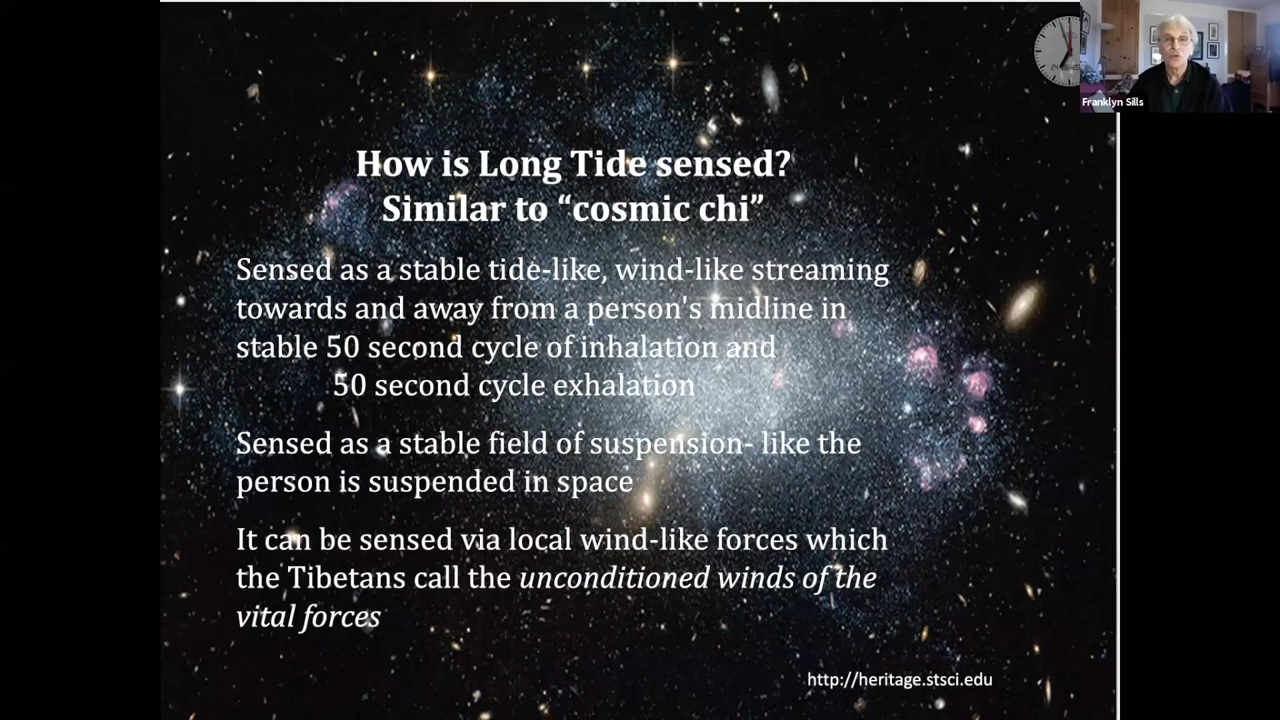 How is Long Tide sensed?
Similar to “cosmic chi”
Sensed as a stable tide-like, wind-like streaming
towards and away from a person's midline in
stable 50 second cycle of inhalation and
50 second cycle exhalation
Sensed as a stable field of suspension- like the
person is suspended in space
It can be sensed via local wind-like forces which
the Tibetans call the unconditioned winds of the
vital forces
http://heritage.stsci.edu
Franklyn Sills